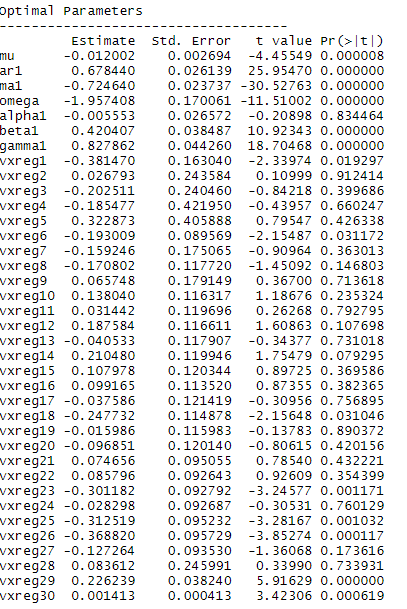 Optimal Parameters
------------------------------------
Estimate Std. Error t value Pr(>|t|)
mu -0.012002 0.002694 -4.45549 0.000008
ar1 0.678440 0.026139 25.95470 0.000000
ma1 -0.724640 0.023737 -30.52763 0.000000
omega -1.957408 0.170061 -11.51002 0.000000
alpha1 -0.005553 0.026572 -0.20898 0.834464
beta1 0.420407 0.038487 10.92343 0.000000
gamma1 0.827862 0.044260 18.70468 0.000000
vxreg1 -0.381470 0.163040 -2.33974 0.019297
vxreg2 0.026793 0.243584 0.10999 0.912414
vxreg3 -0.202511 0.240460 -0.84218 0.399686
vxreg4 -0.185477 0.421950 -0.43957 0.660247
vxreg5 0.322873 0.405888 0.79547 0.426338
vxreg6 -0.193009 0.089569 -2.15487 0.031172
vxreg7 -0.159246 0.175065 -0.90964 0.363013
vxreg8 -0.170802 0.117720 -1.45092 0.146803
vxreg9 0.065748 0.179149 0.36700 0.713618
vxreg10 0.138040 0.116317 1.18676 0.235324
vxreg11 0.031442 0.119696 0.26268 0.792795
vxreg12 0.187584 0.116611 1.60863 0.107698
vxreg13 -0.040533 0.117907 -0.34377 0.731018
vxreg14 0.210480 0.119946 1.75479 0.079295
vxreg15 0.107978 0.120344 0.89725 0.369586
vxreg16 0.099165 0.113520 0.87355 0.382365
vxreg17 -0.037586 0.121419 -0.30956 0.756895
vxreg18 -0.247732 0.114878 -2.15648 0.031046
vxreg19 -0.015986 0.115983 -0.13783 0.890372
vxreg20 -0.096851 0.120140 -0.80615 0.420156
vxreg21 0.074656 0.095055 0.78540 0.432221
vxreg22 0.085796 0.092643 0.92609 0.354399
vxreg23 -0.301182 0.092792 -3.24577 0.001171
vxreg24 -0.028298 0.092687 -0.30531 0.760129
vxreg25 -0.312519 0.095232 -3.28167 0.001032
vxreg26 -0.368820 0.095729 -3.85274 0.000117
vxreg27 -0.127264 0.093530 -1.36068 0.173616
vxreg28 0.083612 0.245991 0.33990 0.733931
vxreg29 0.226239 0.038240 5.91629 0.000000
vxreg30 0.001413 0.000413 3.42306 0.000619